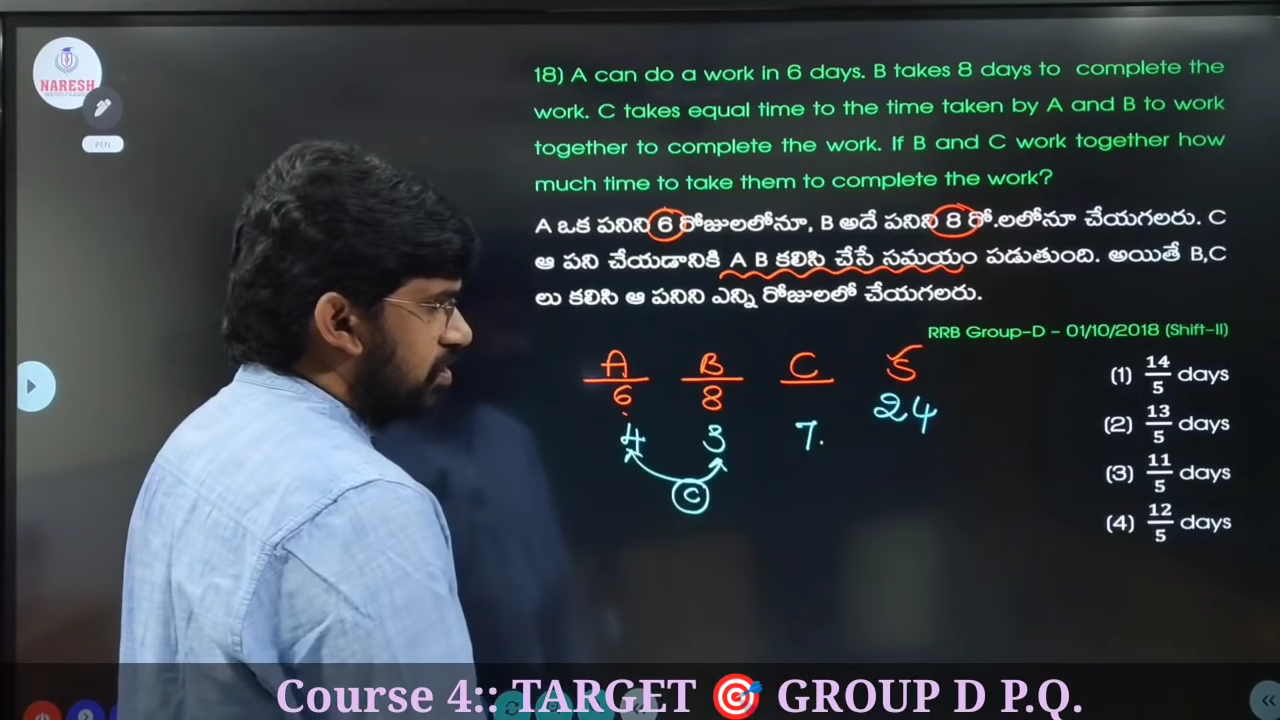 NARESH
PEN
18) A can do a work in 6 days. B takes 8 days to complete the
work. C takes equal time to the time taken by A and B to work
together to complete the work. If B and C work together how
much time to take them to complete the work?
A ఒక పనిని 6 రోజులలోనూ, B అదే పనిని 8 రో.లలోనూ చేయగలరు. C
ఆ పని చేయడానికి A B కలిసి చేసే సమయం పడుతుంది. అయితే B,C
లు కలిసి ఆ పనిని ఎన్ని రోజులలో చేయగలరు.
RRB Group-D - 01/10/2018 (Shift-II)
A B C
6 8 24
4 3 7.
C
(1) 14/5 days
(2) 13/5 days
(3) 11/5 days
(4) 12/5 days
Course 4:: TARGET 🎯 GROUP D P.Q.